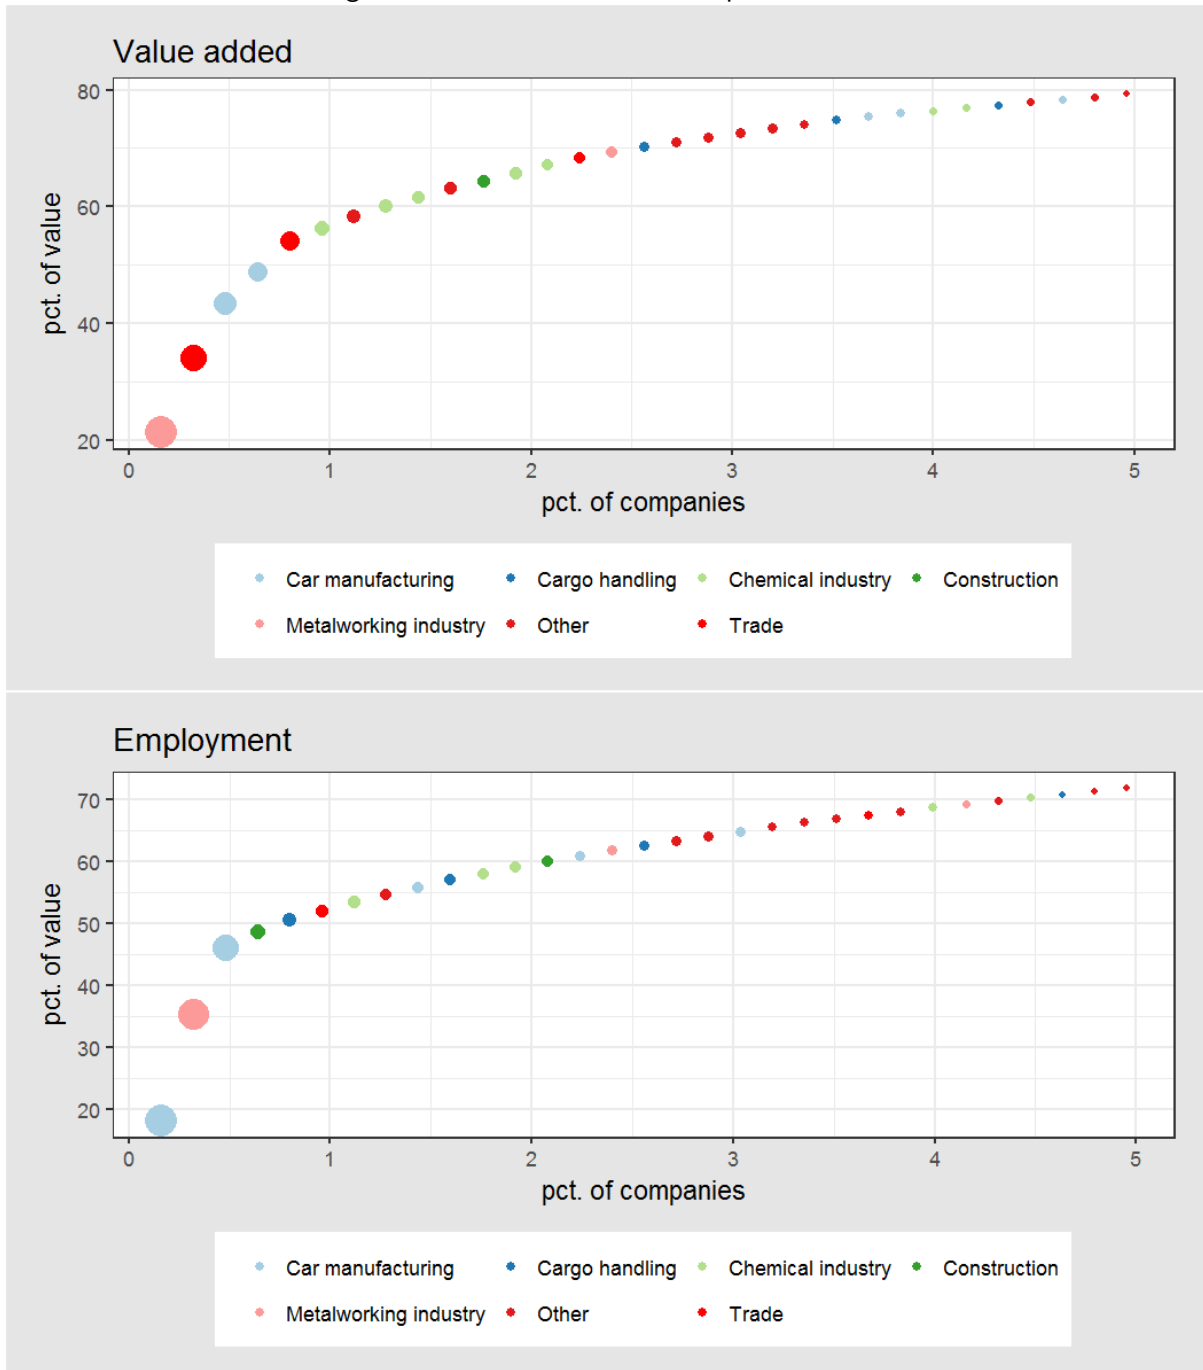 Value added
80
60
40
20
pct. of value
0 1 2 3 4 5
pct. of companies
Car manufacturing Cargo handling Chemical industry Construction
Metalworking industry Other Trade
Employment
70
60
50
40
30
20
pct. of value
0 1 2 3 4 5
pct. of companies
Car manufacturing Cargo handling Chemical industry Construction
Metalworking industry Other Trade